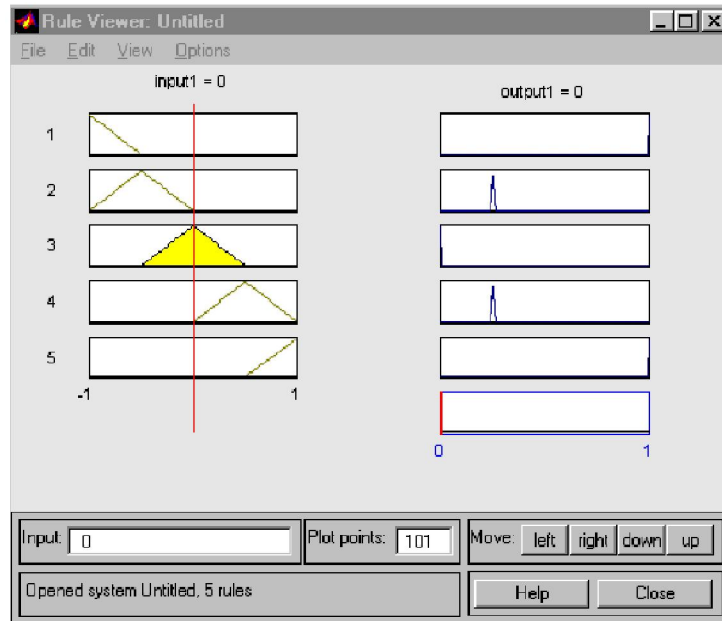 Rule Viewer: Untitled
File Edit View Options
input1 = 0
output1 = 0
1
2
3
4
5
-1 1
0 1
Input: 0
Plot points: 101
Move: left right down up
Opened system Untitled, 5 rules
Help Close